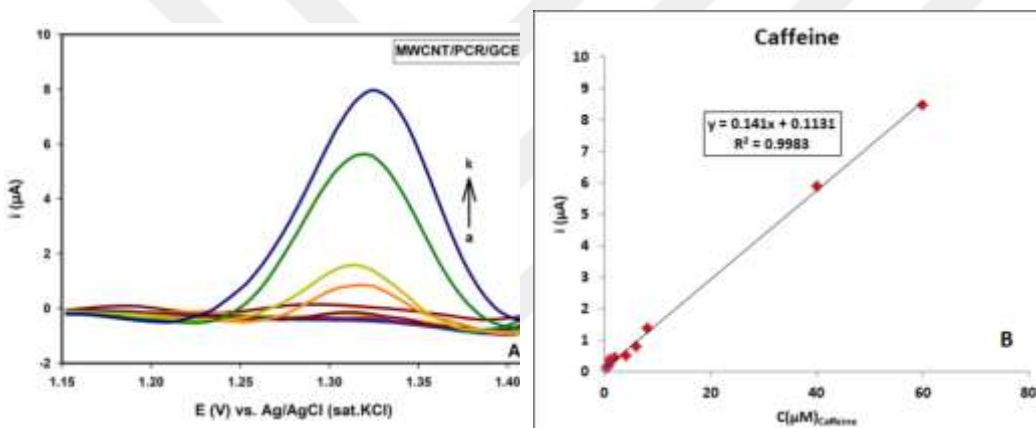 MWCNT/PCR/GCE
10
8
6
4
2
0
-2
i (µA)
k
a
A
1.15 1.20 1.25 1.30 1.35 1.40
E (V) vs. Ag/AgCl (sat.KCl)
Caffeine
10
9
8
7
6
5
4
3
2
1
0
i (µA)
y = 0.141x + 0.1131
R² = 0.9983
B
0 20 40 60 80
C(µM)Caffeine